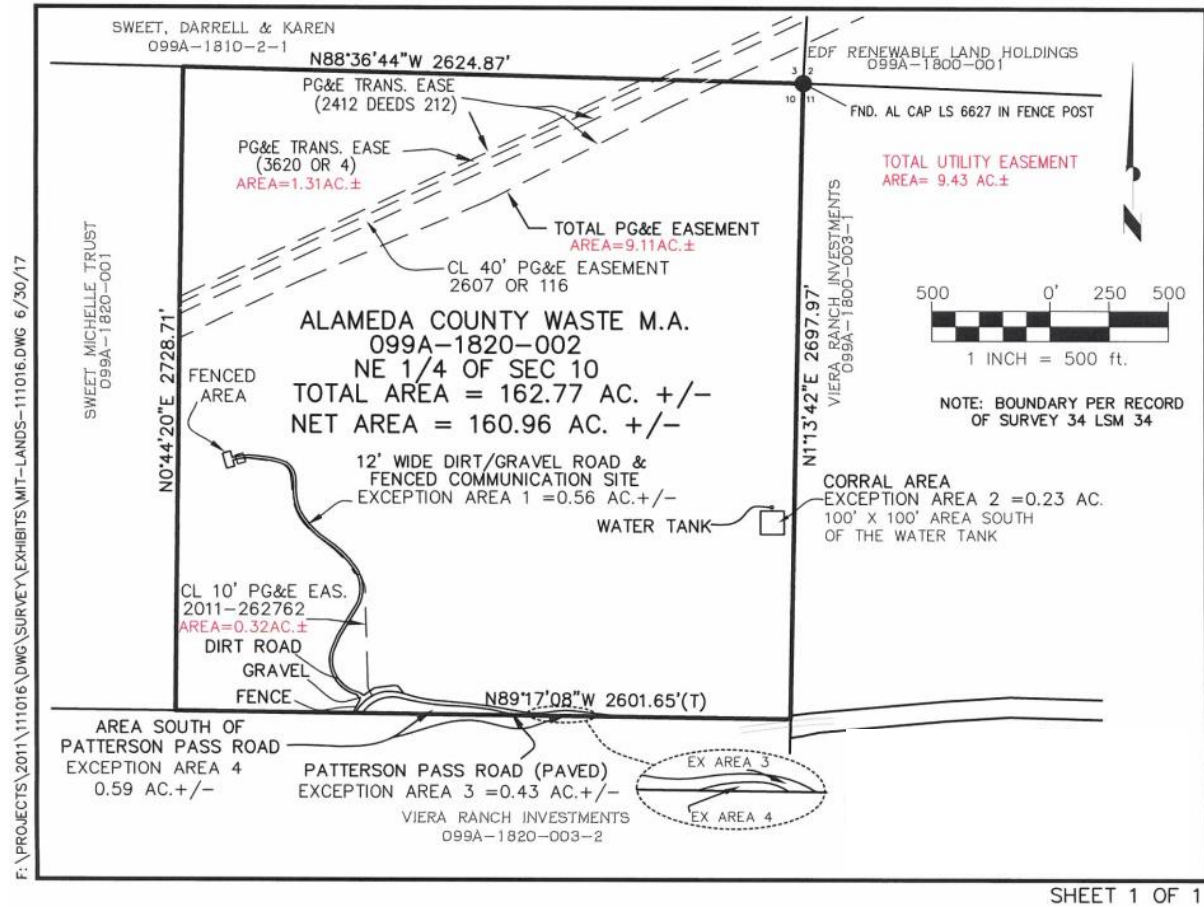 SWEET, DARRELL & KAREN
099A-1810-2-1
N88°36'44"W 2624.87'
EDF RENEWABLE LAND HOLDINGS
099A-1800-001
3 2
10 11
FND. AL CAP LS 6627 IN FENCE POST
PG&E TRANS. EASE
(2412 DEEDS 212)
PG&E TRANS. EASE
(3620 OR 4)
AREA=1.31AC.±
TOTAL UTILITY EASEMENT
AREA= 9.43 AC.±
TOTAL PG&E EASEMENT
AREA=9.11AC.±
CL 40' PG&E EASEMENT
2607 OR 116
SWEET MICHELLE TRUST
099A-1820-001
N0°44'20"E 2728.71'
ALAMEDA COUNTY WASTE M.A.
099A-1820-002
NE 1/4 OF SEC 10
TOTAL AREA = 162.77 AC. +/-
NET AREA = 160.96 AC. +/-
N1°13'42"E 2697.97'
VIERA RANCH INVESTMENTS
099A-1800-003-1
500 0' 250 500
1 INCH = 500 ft.
NOTE: BOUNDARY PER RECORD
OF SURVEY 34 LSM 34
FENCED
AREA
12' WIDE DIRT/GRAVEL ROAD &
FENCED COMMUNICATION SITE
EXCEPTION AREA 1 =0.56 AC.+/-
WATER TANK
CORRAL AREA
EXCEPTION AREA 2 =0.23 AC.
100' X 100' AREA SOUTH
OF THE WATER TANK
CL 10' PG&E EAS.
2011-262762
AREA=0.32AC.±
DIRT ROAD
GRAVEL
FENCE
N89°17'08"W 2601.65'(T)
AREA SOUTH OF
PATTERSON PASS ROAD
EXCEPTION AREA 4
0.59 AC.+/-
PATTERSON PASS ROAD (PAVED)
EXCEPTION AREA 3 =0.43 AC.+/-
VIERA RANCH INVESTMENTS
099A-1820-003-2
EX AREA 3
EX AREA 4
F:\PROJECTS\2011\111016\DWG\SURVEY\EXHIBITS\MIT-LANDS-111016.DWG 6/30/17
SHEET 1 OF 1